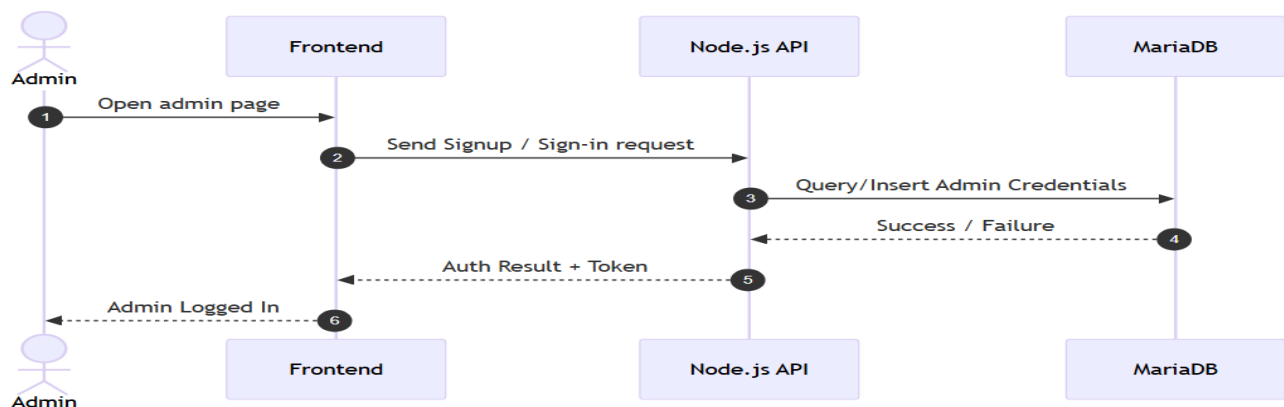 Frontend
Node.js API
MariaDB
Admin
1
Open admin page
2
Send Signup / Sign-in request
3
Query/Insert Admin Credentials
Success / Failure
4
Auth Result + Token
5
Admin Logged In
6
Frontend
Node.js API
MariaDB
Admin